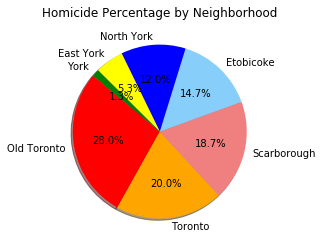 Homicide Percentage by Neighborhood
North York
East York
York
Etobicoke
12.0%
5.3%
1.3%
14.7%
Old Toronto
28.0%
18.7%
Scarborough
20.0%
Toronto